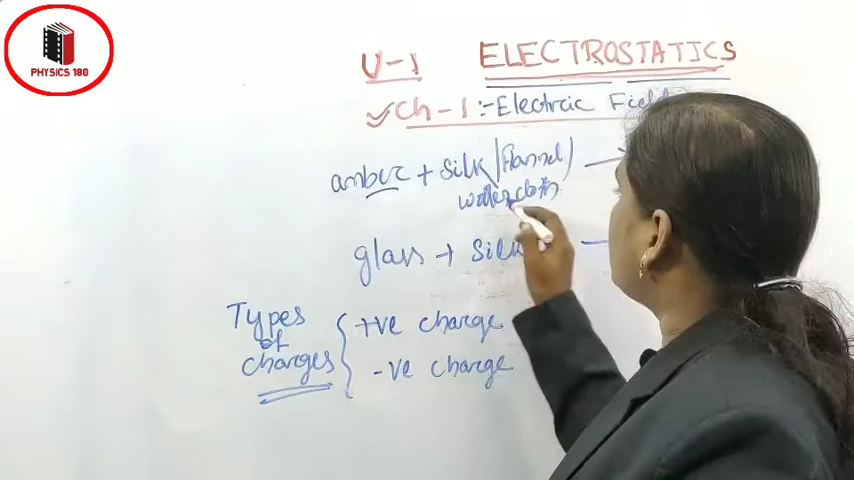 PHYSICS 180
U-1 ELECTROSTATICS
Ch-1 :- Electric Field
amber + Silk / Flannel /
cloth
glass + Silk
Types of charges
+ve charge
-ve charge